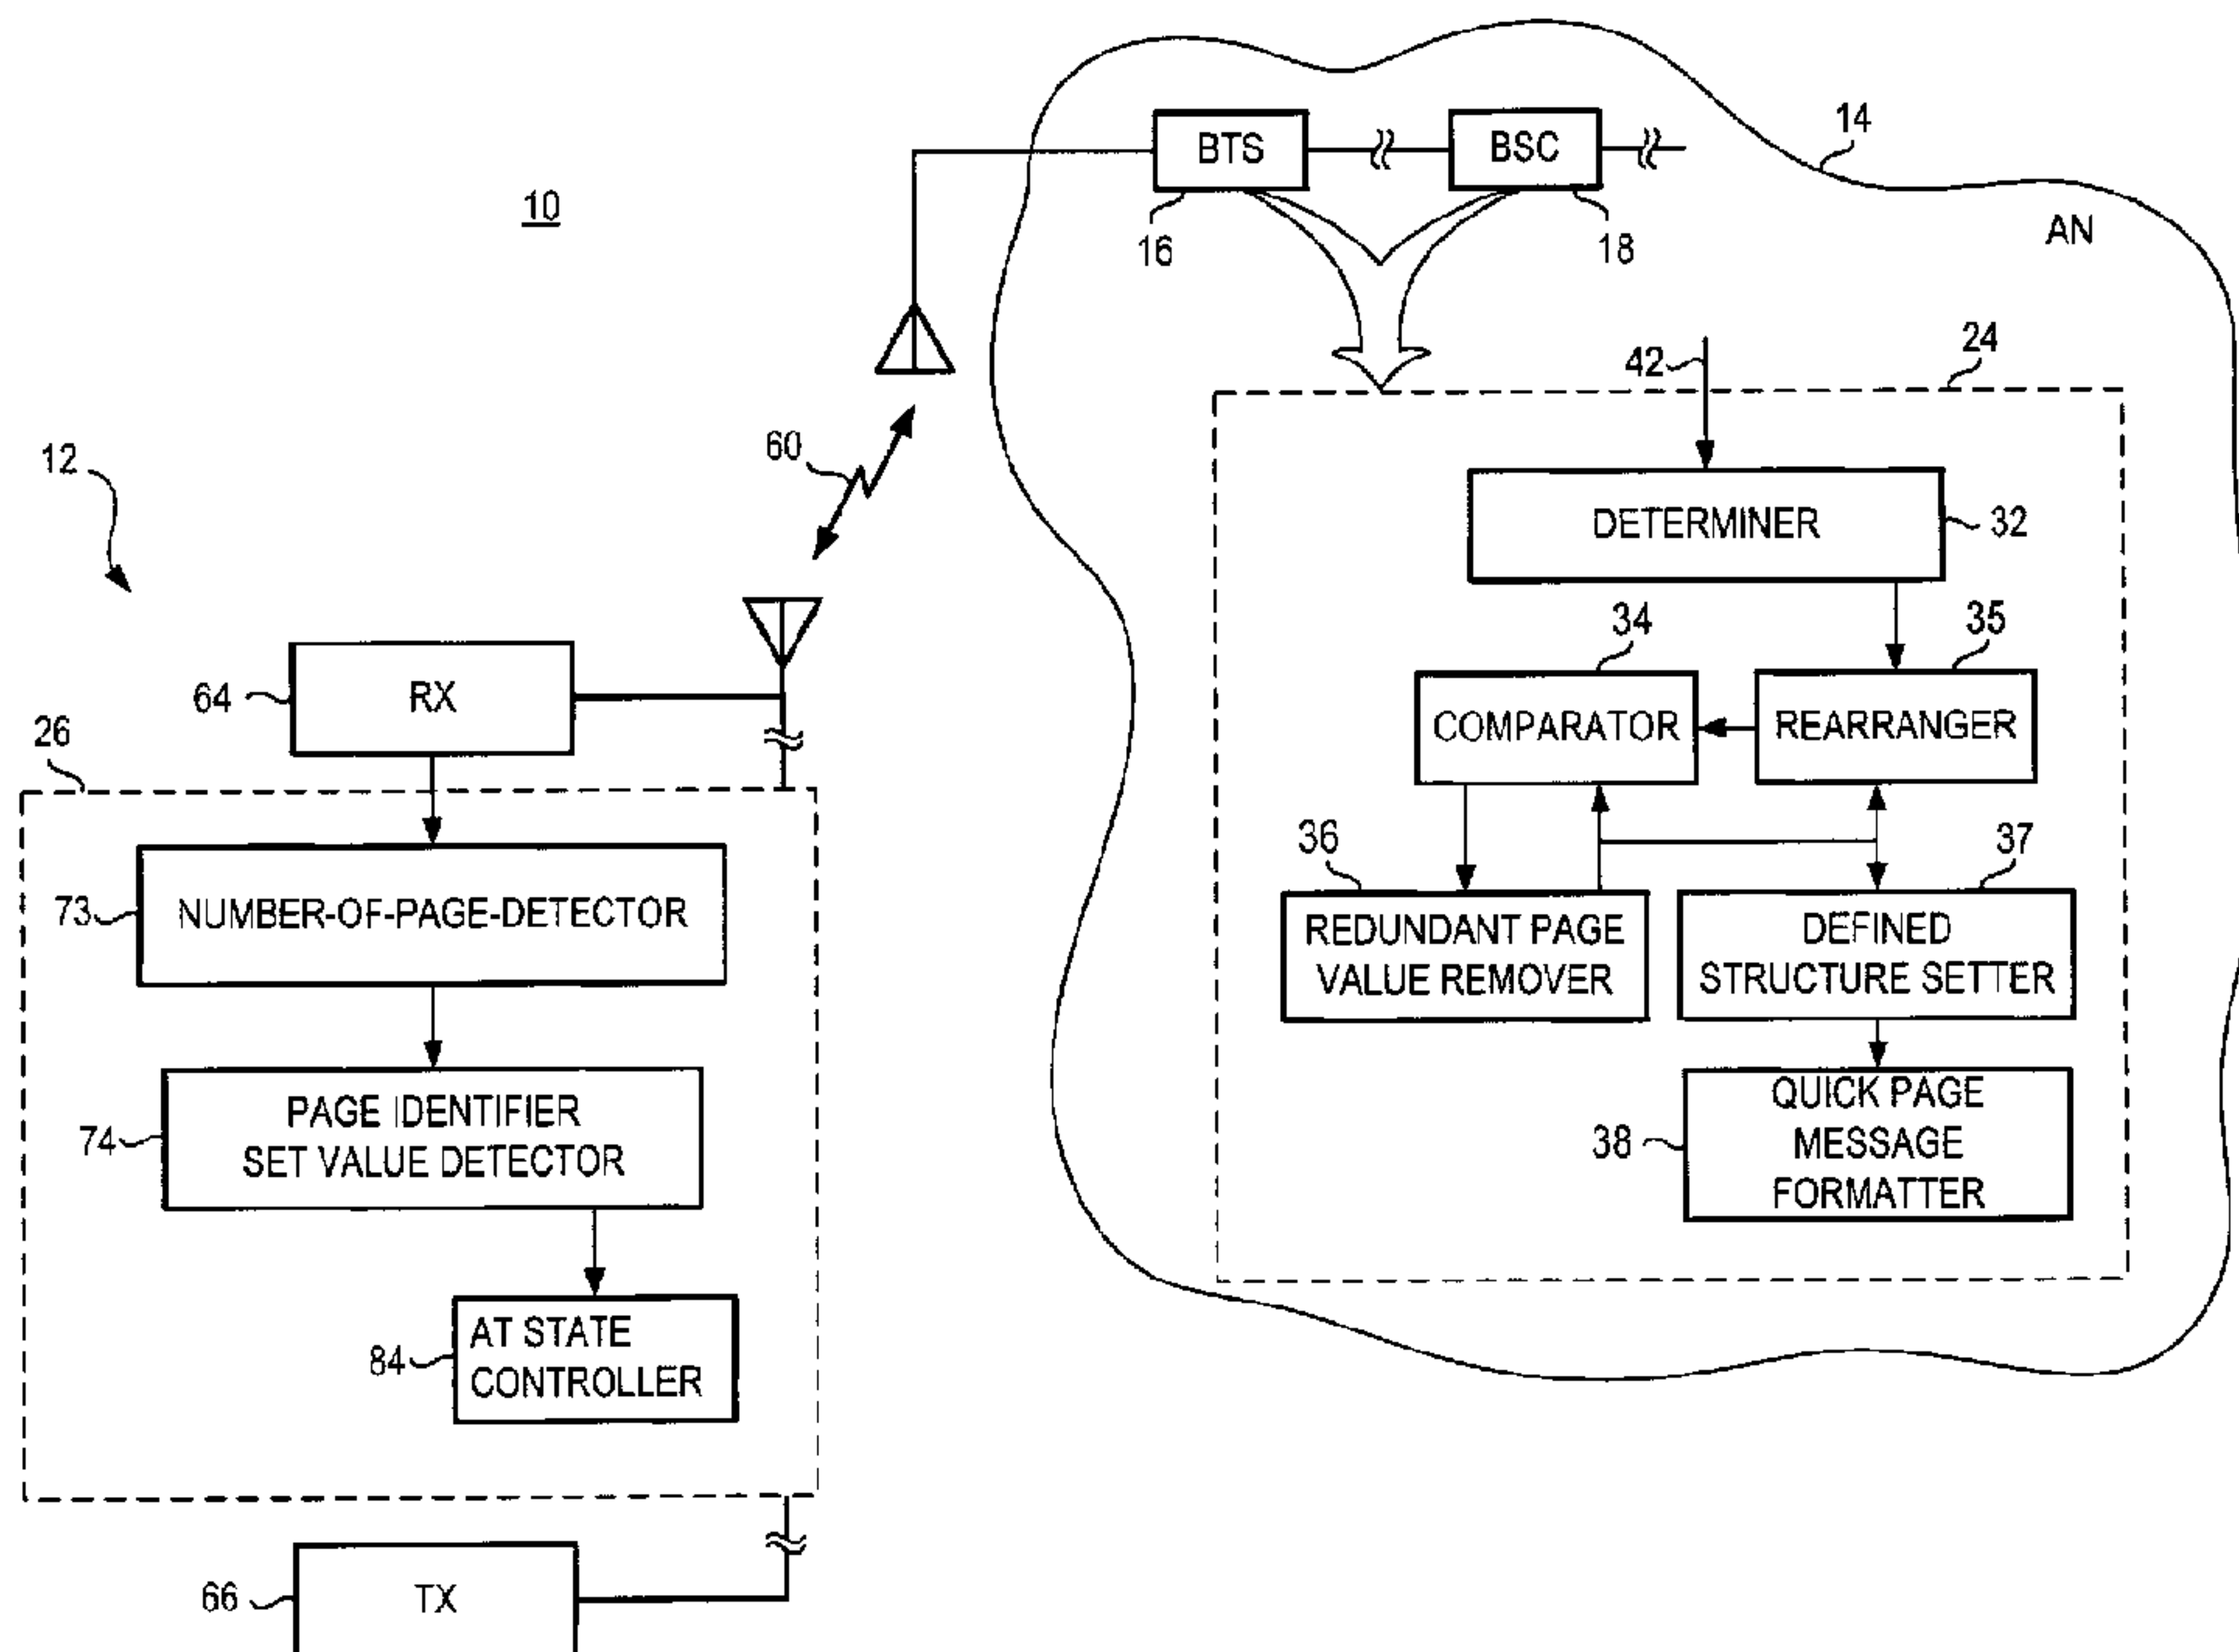 10
12
14
BTS
BSC
16
18
AN
42
24
DETERMINER
32
60
34
35
COMPARATOR
REARRANGER
36
37
REDUNDANT PAGE
VALUE REMOVER
DEFINED
STRUCTURE SETTER
38
QUICK PAGE
MESSAGE
FORMATTER
64
RX
26
73
NUMBER-OF-PAGE-DETECTOR
74
PAGE IDENTIFIER
SET VALUE DETECTOR
84
AT STATE
CONTROLLER
66
TX